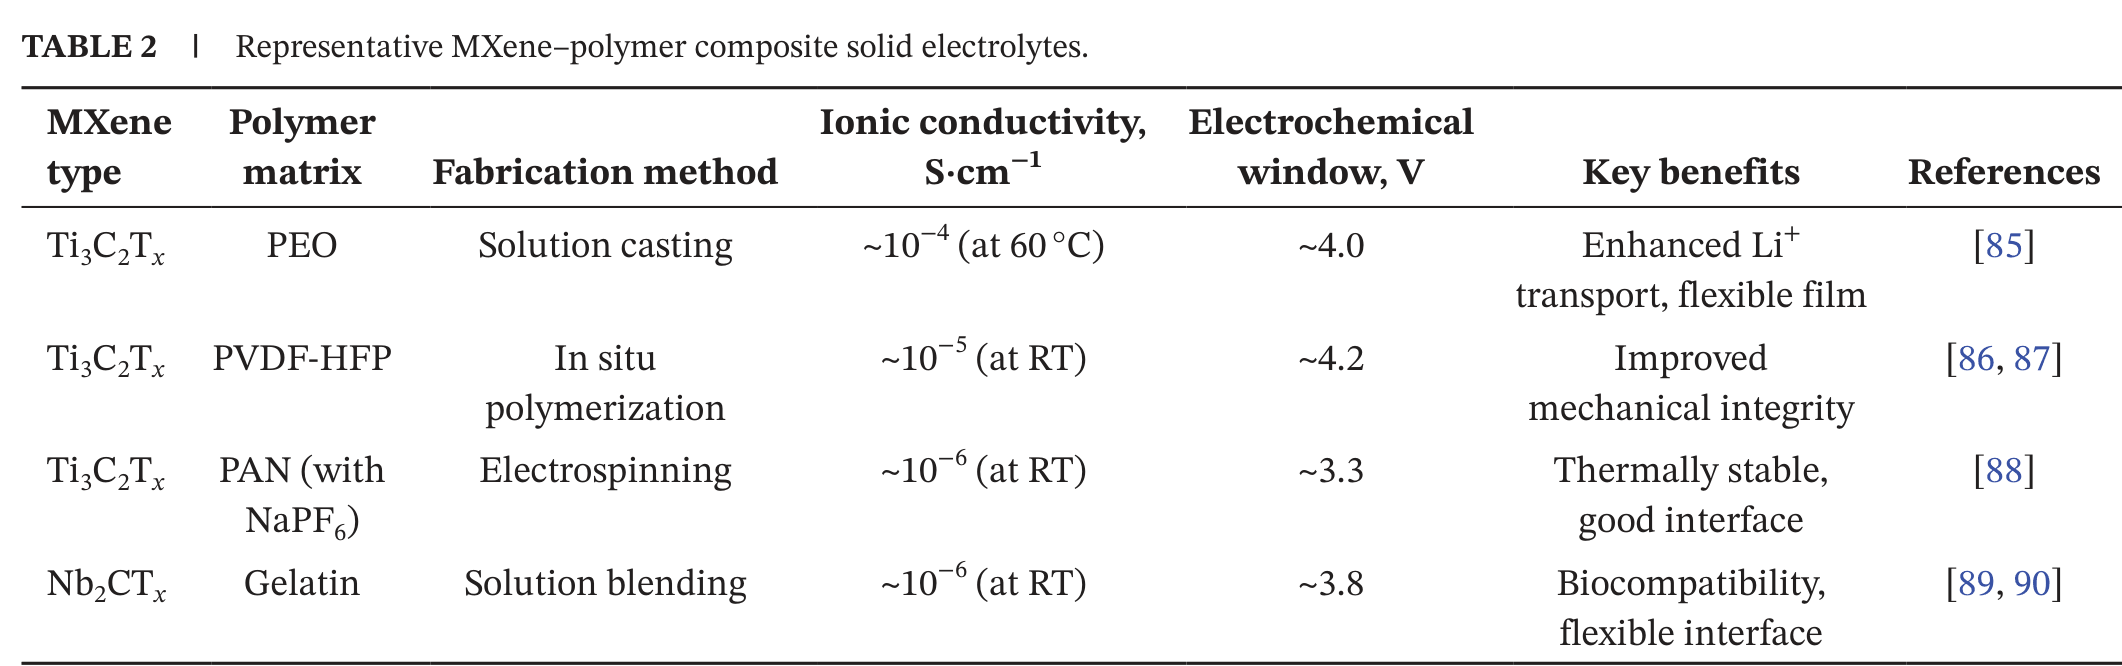 TABLE 2 | Representative MXene–polymer composite solid electrolytes.
MXene type Polymer matrix Fabrication method Ionic conductivity, S·cm⁻¹ Electrochemical window, V Key benefits References
Ti₃C₂Tₓ PEO Solution casting ~10⁻⁴ (at 60 °C) ~4.0 Enhanced Li⁺ transport, flexible film [85]
Ti₃C₂Tₓ PVDF-HFP In situ polymerization ~10⁻⁵ (at RT) ~4.2 Improved mechanical integrity [86, 87]
Ti₃C₂Tₓ PAN (with NaPF₆) Electrospinning ~10⁻⁶ (at RT) ~3.3 Thermally stable, good interface [88]
Nb₂CTₓ Gelatin Solution blending ~10⁻⁶ (at RT) ~3.8 Biocompatibility, flexible interface [89, 90]